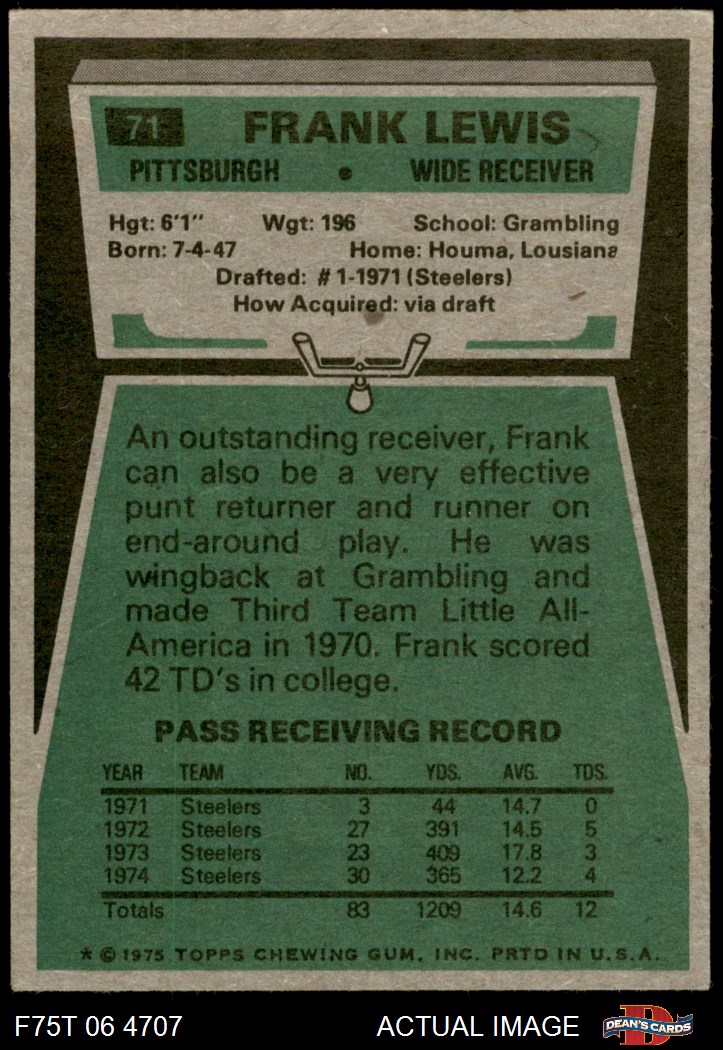 71 FRANK LEWIS
PITTSBURGH • WIDE RECEIVER
Hgt: 6'1" Wgt: 196 School: Grambling
Born: 7-4-47 Home: Houma, Lousiana
Drafted: #1-1971 (Steelers)
How Acquired: via draft
An outstanding receiver, Frank
can also be a very effective
punt returner and runner on
end-around play. He was
wingback at Grambling and
made Third Team Little All-
America in 1970. Frank scored
42 TD's in college.
PASS RECEIVING RECORD
YEAR TEAM NO. YDS. AVG. TDS.
1971 Steelers 3 44 14.7 0
1972 Steelers 27 391 14.5 5
1973 Steelers 23 409 17.8 3
1974 Steelers 30 365 12.2 4
Totals 83 1209 14.6 12
* © 1975 TOPPS CHEWING GUM, INC. PRTD IN U.S.A.
F75T 06 4707 ACTUAL IMAGE D DEAN'S CARDS